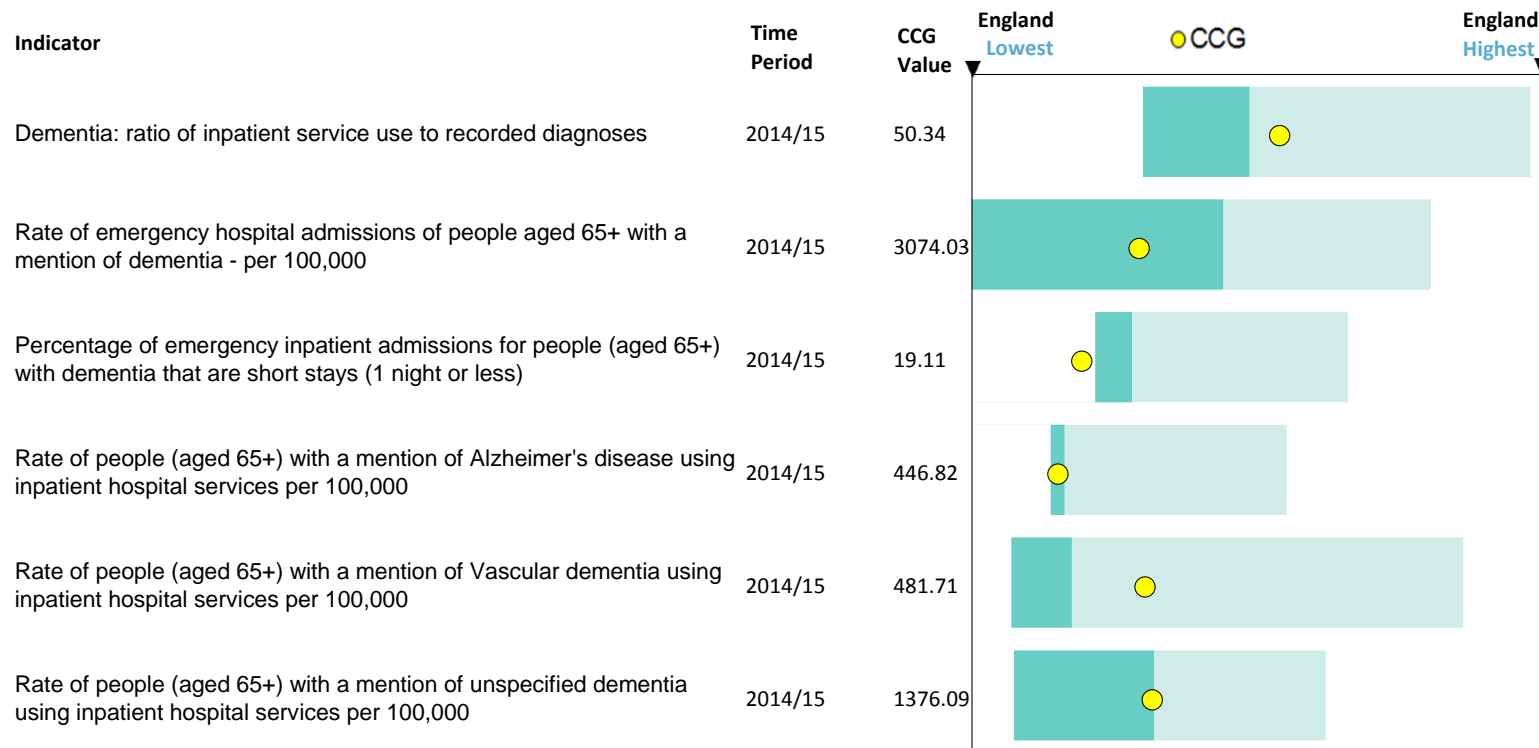 Indicator
Time
Period
CCG
Value
England
Lowest
CCG
England
Highest
Dementia: ratio of inpatient service use to recorded diagnoses
2014/15
50.34
Rate of emergency hospital admissions of people aged 65+ with a
mention of dementia - per 100,000
2014/15
3074.03
Percentage of emergency inpatient admissions for people (aged 65+)
with dementia that are short stays (1 night or less)
2014/15
19.11
Rate of people (aged 65+) with a mention of Alzheimer's disease using
inpatient hospital services per 100,000
2014/15
446.82
Rate of people (aged 65+) with a mention of Vascular dementia using
inpatient hospital services per 100,000
2014/15
481.71
Rate of people (aged 65+) with a mention of unspecified dementia
using inpatient hospital services per 100,000
2014/15
1376.09